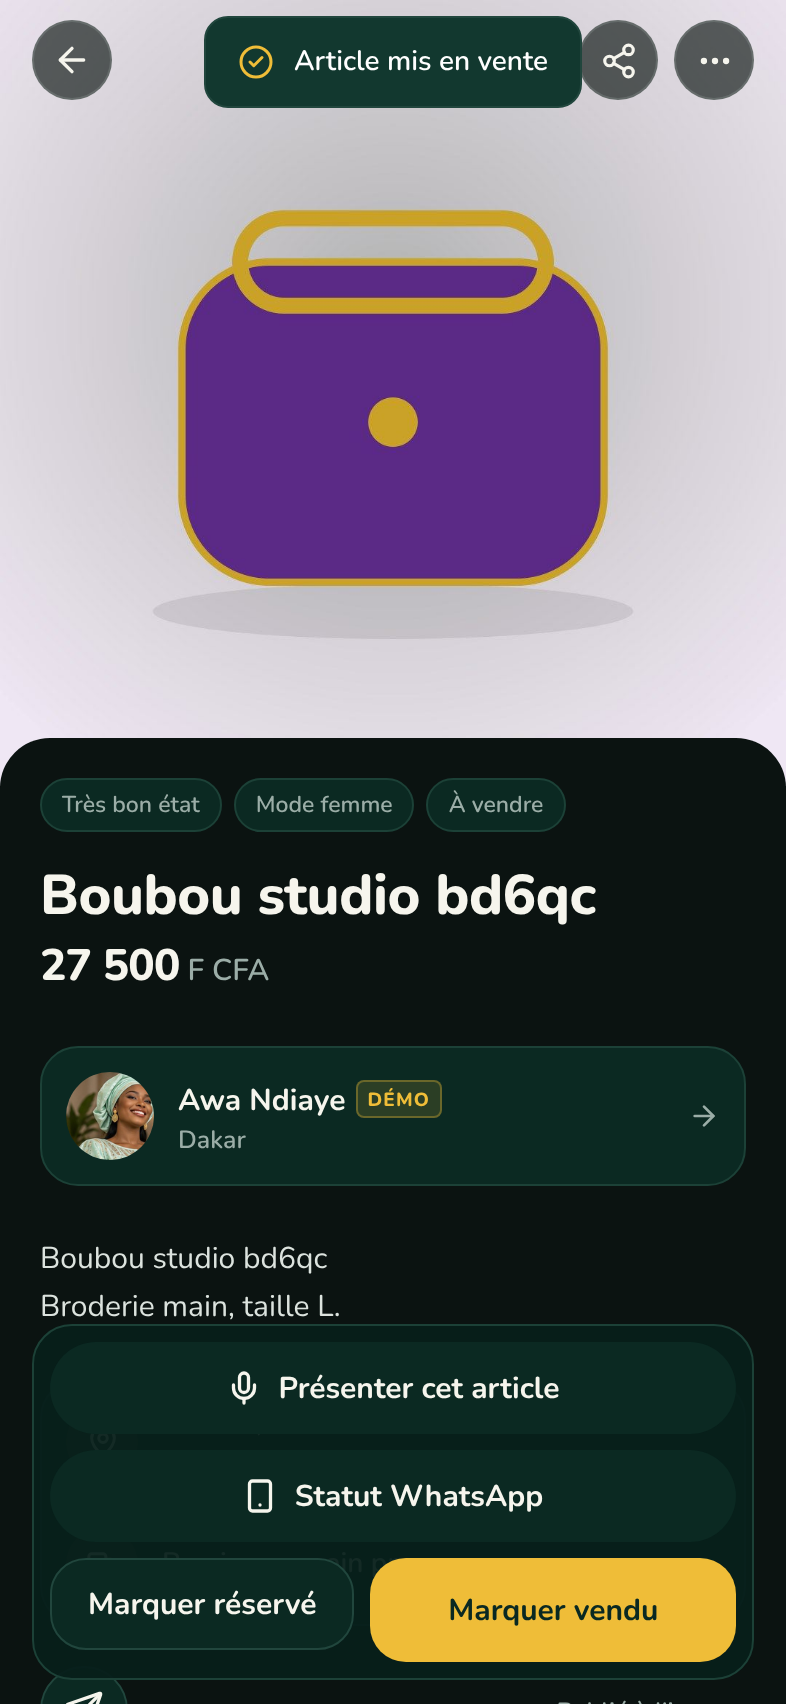 Article mis en vente
Très bon état
Mode femme
À vendre
Boubou studio bd6qc
27 500 F CFA
Awa Ndiaye DÉMO
Dakar
Boubou studio bd6qc
Broderie main, taille L.
Présenter cet article
Statut WhatsApp
Marquer réservé
Marquer vendu